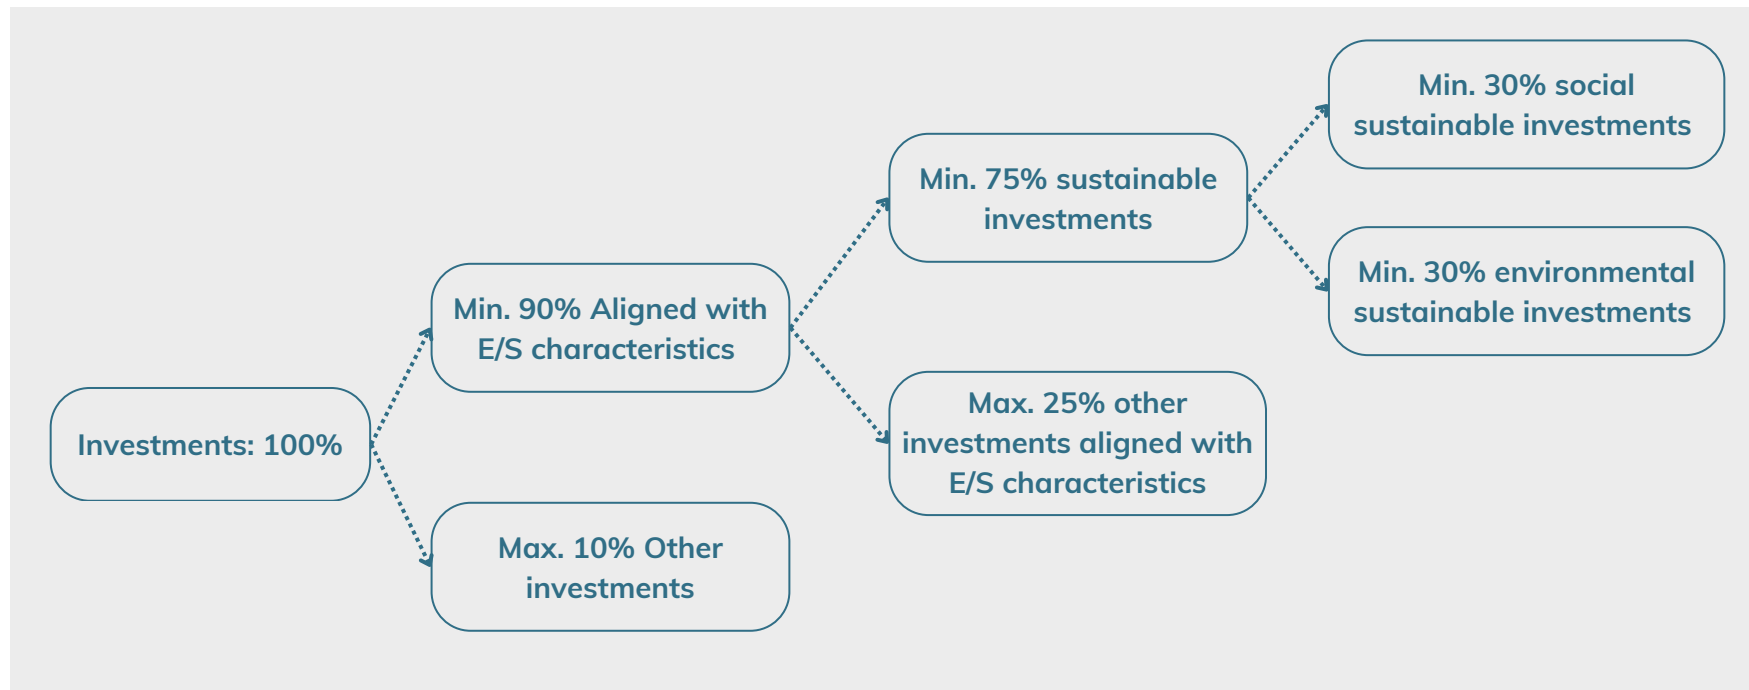 Investments: 100%
Min. 90% Aligned with
E/S characteristics
Max. 10% Other
investments
Min. 75% sustainable
investments
Max. 25% other
investments aligned with
E/S characteristics
Min. 30% social
sustainable investments
Min. 30% environmental
sustainable investments